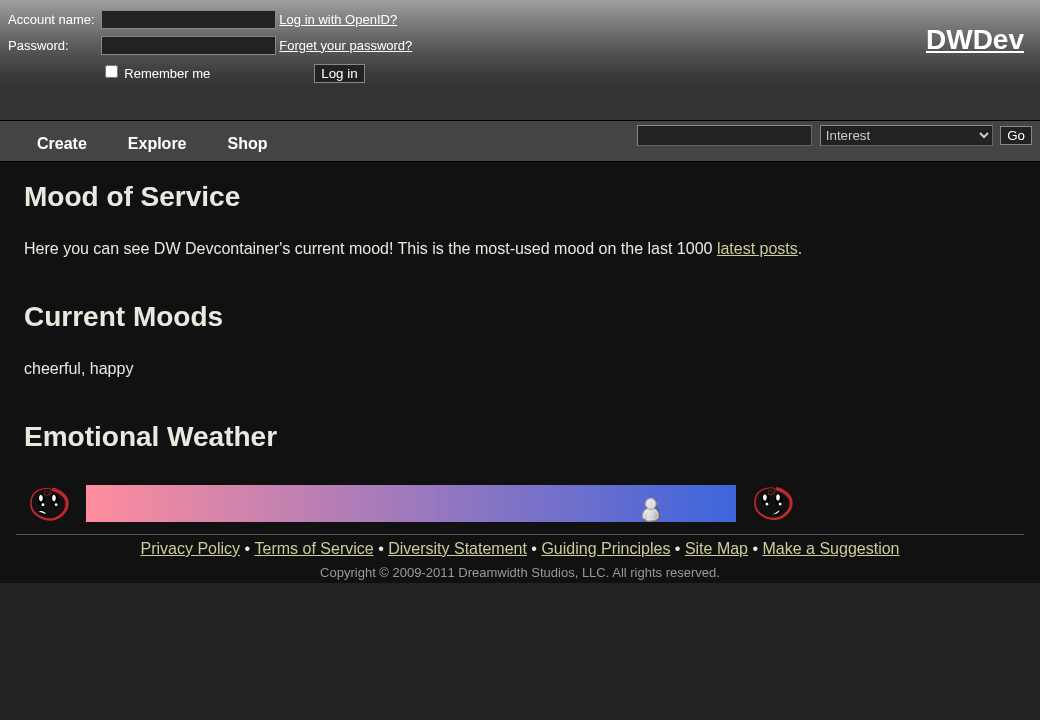 Account name: Log in with OpenID?
Password: Forget your password?
Remember me Log in
DWDev
Create Explore Shop Interest Go
Mood of Service
Here you can see DW Devcontainer's current mood! This is the most-used mood on the last 1000 latest posts.
Current Moods
cheerful, happy
Emotional Weather
Privacy Policy • Terms of Service • Diversity Statement • Guiding Principles • Site Map • Make a Suggestion
Copyright © 2009-2011 Dreamwidth Studios, LLC. All rights reserved.